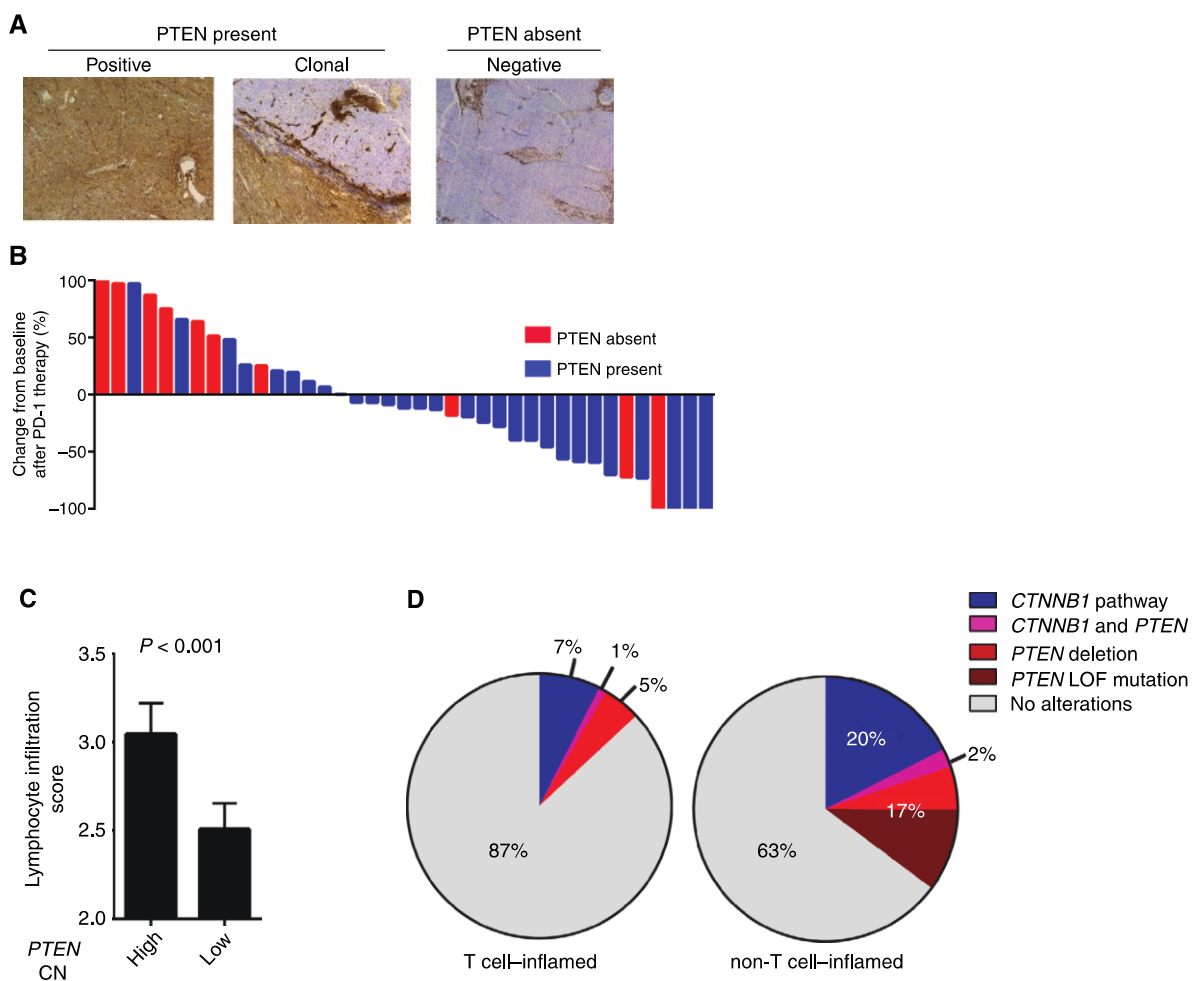 A
PTEN present
PTEN absent
Positive
Clonal
Negative
B
Change from baseline
after PD-1 therapy (%)
100
50
0
−50
−100
PTEN absent
PTEN present
C
Lymphocyte infiltration
score
P < 0.001
3.5
3.0
2.5
2.0
PTEN
CN
High
Low
D
CTNNB1 pathway
CTNNB1 and PTEN
PTEN deletion
PTEN LOF mutation
No alterations
7%
1%
5%
87%
T cell–inflamed
20%
2%
17%
63%
non-T cell–inflamed